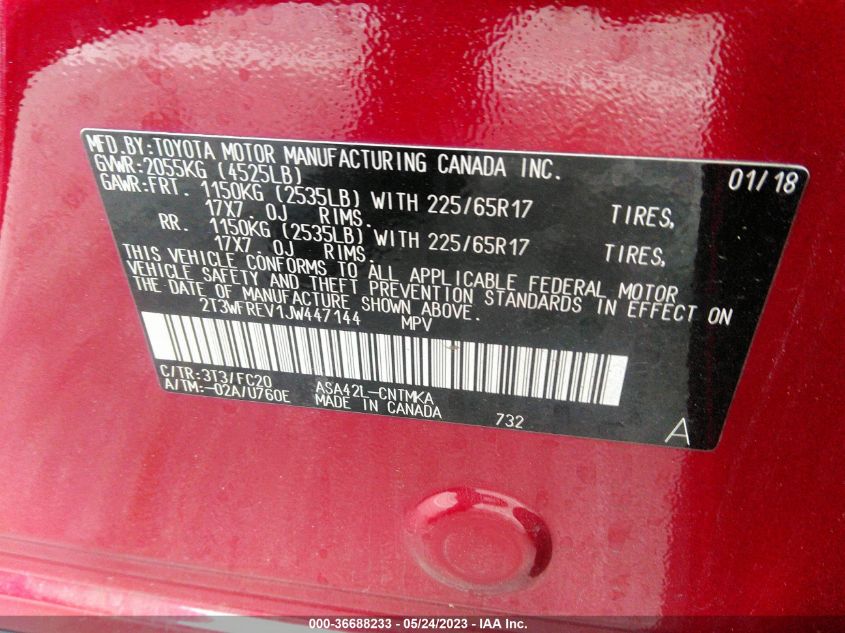 MFD.BY:TOYOTA MOTOR MANUFACTURING CANADA INC. 01/18
GVWR:2055KG (4525LB)
GAWR:FRT. 1150KG (2535LB) WITH 225/65R17 TIRES,
17X7. 0J RIMS.
RR. 1150KG (2535LB) WITH 225/65R17 TIRES,
17X7. 0J RIMS.
THIS VEHICLE CONFORMS TO ALL APPLICABLE FEDERAL MOTOR
VEHICLE SAFETY AND THEFT PREVENTION STANDARDS IN EFFECT ON
THE DATE OF MANUFACTURE SHOWN ABOVE.
2T3WFREV1JW447144 MPV
C/TR:3T3/FC20 ASA42L-CNTMKA
A/TM:-02A/U760E MADE IN CANADA 732 A
000-36688233 - 05/24/2023 - IAA Inc.